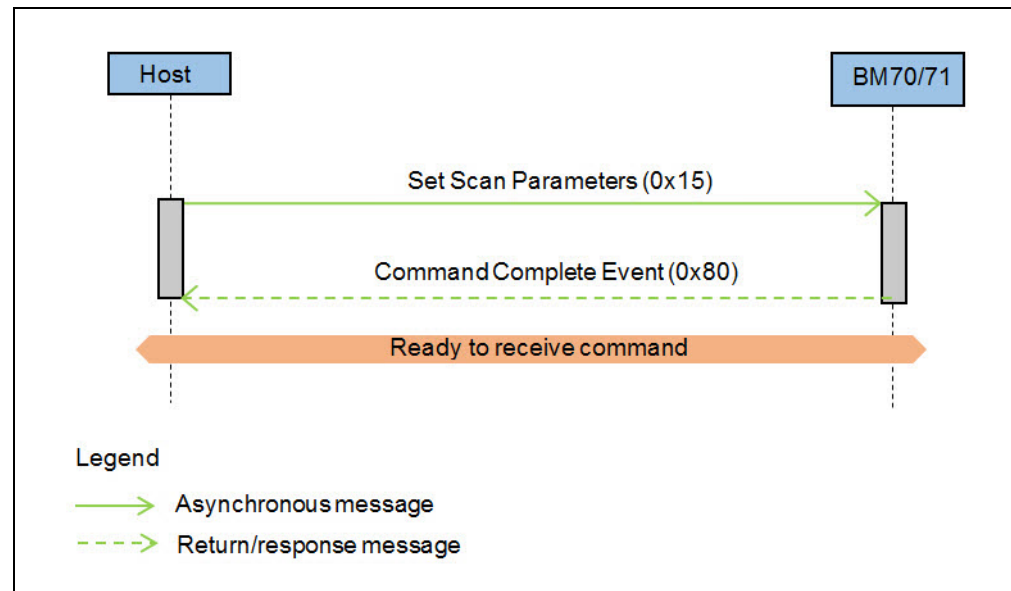 Host
BM70/71
Set Scan Parameters (0x15)
Command Complete Event (0x80)
Ready to receive command
Legend
Asynchronous message
Return/response message